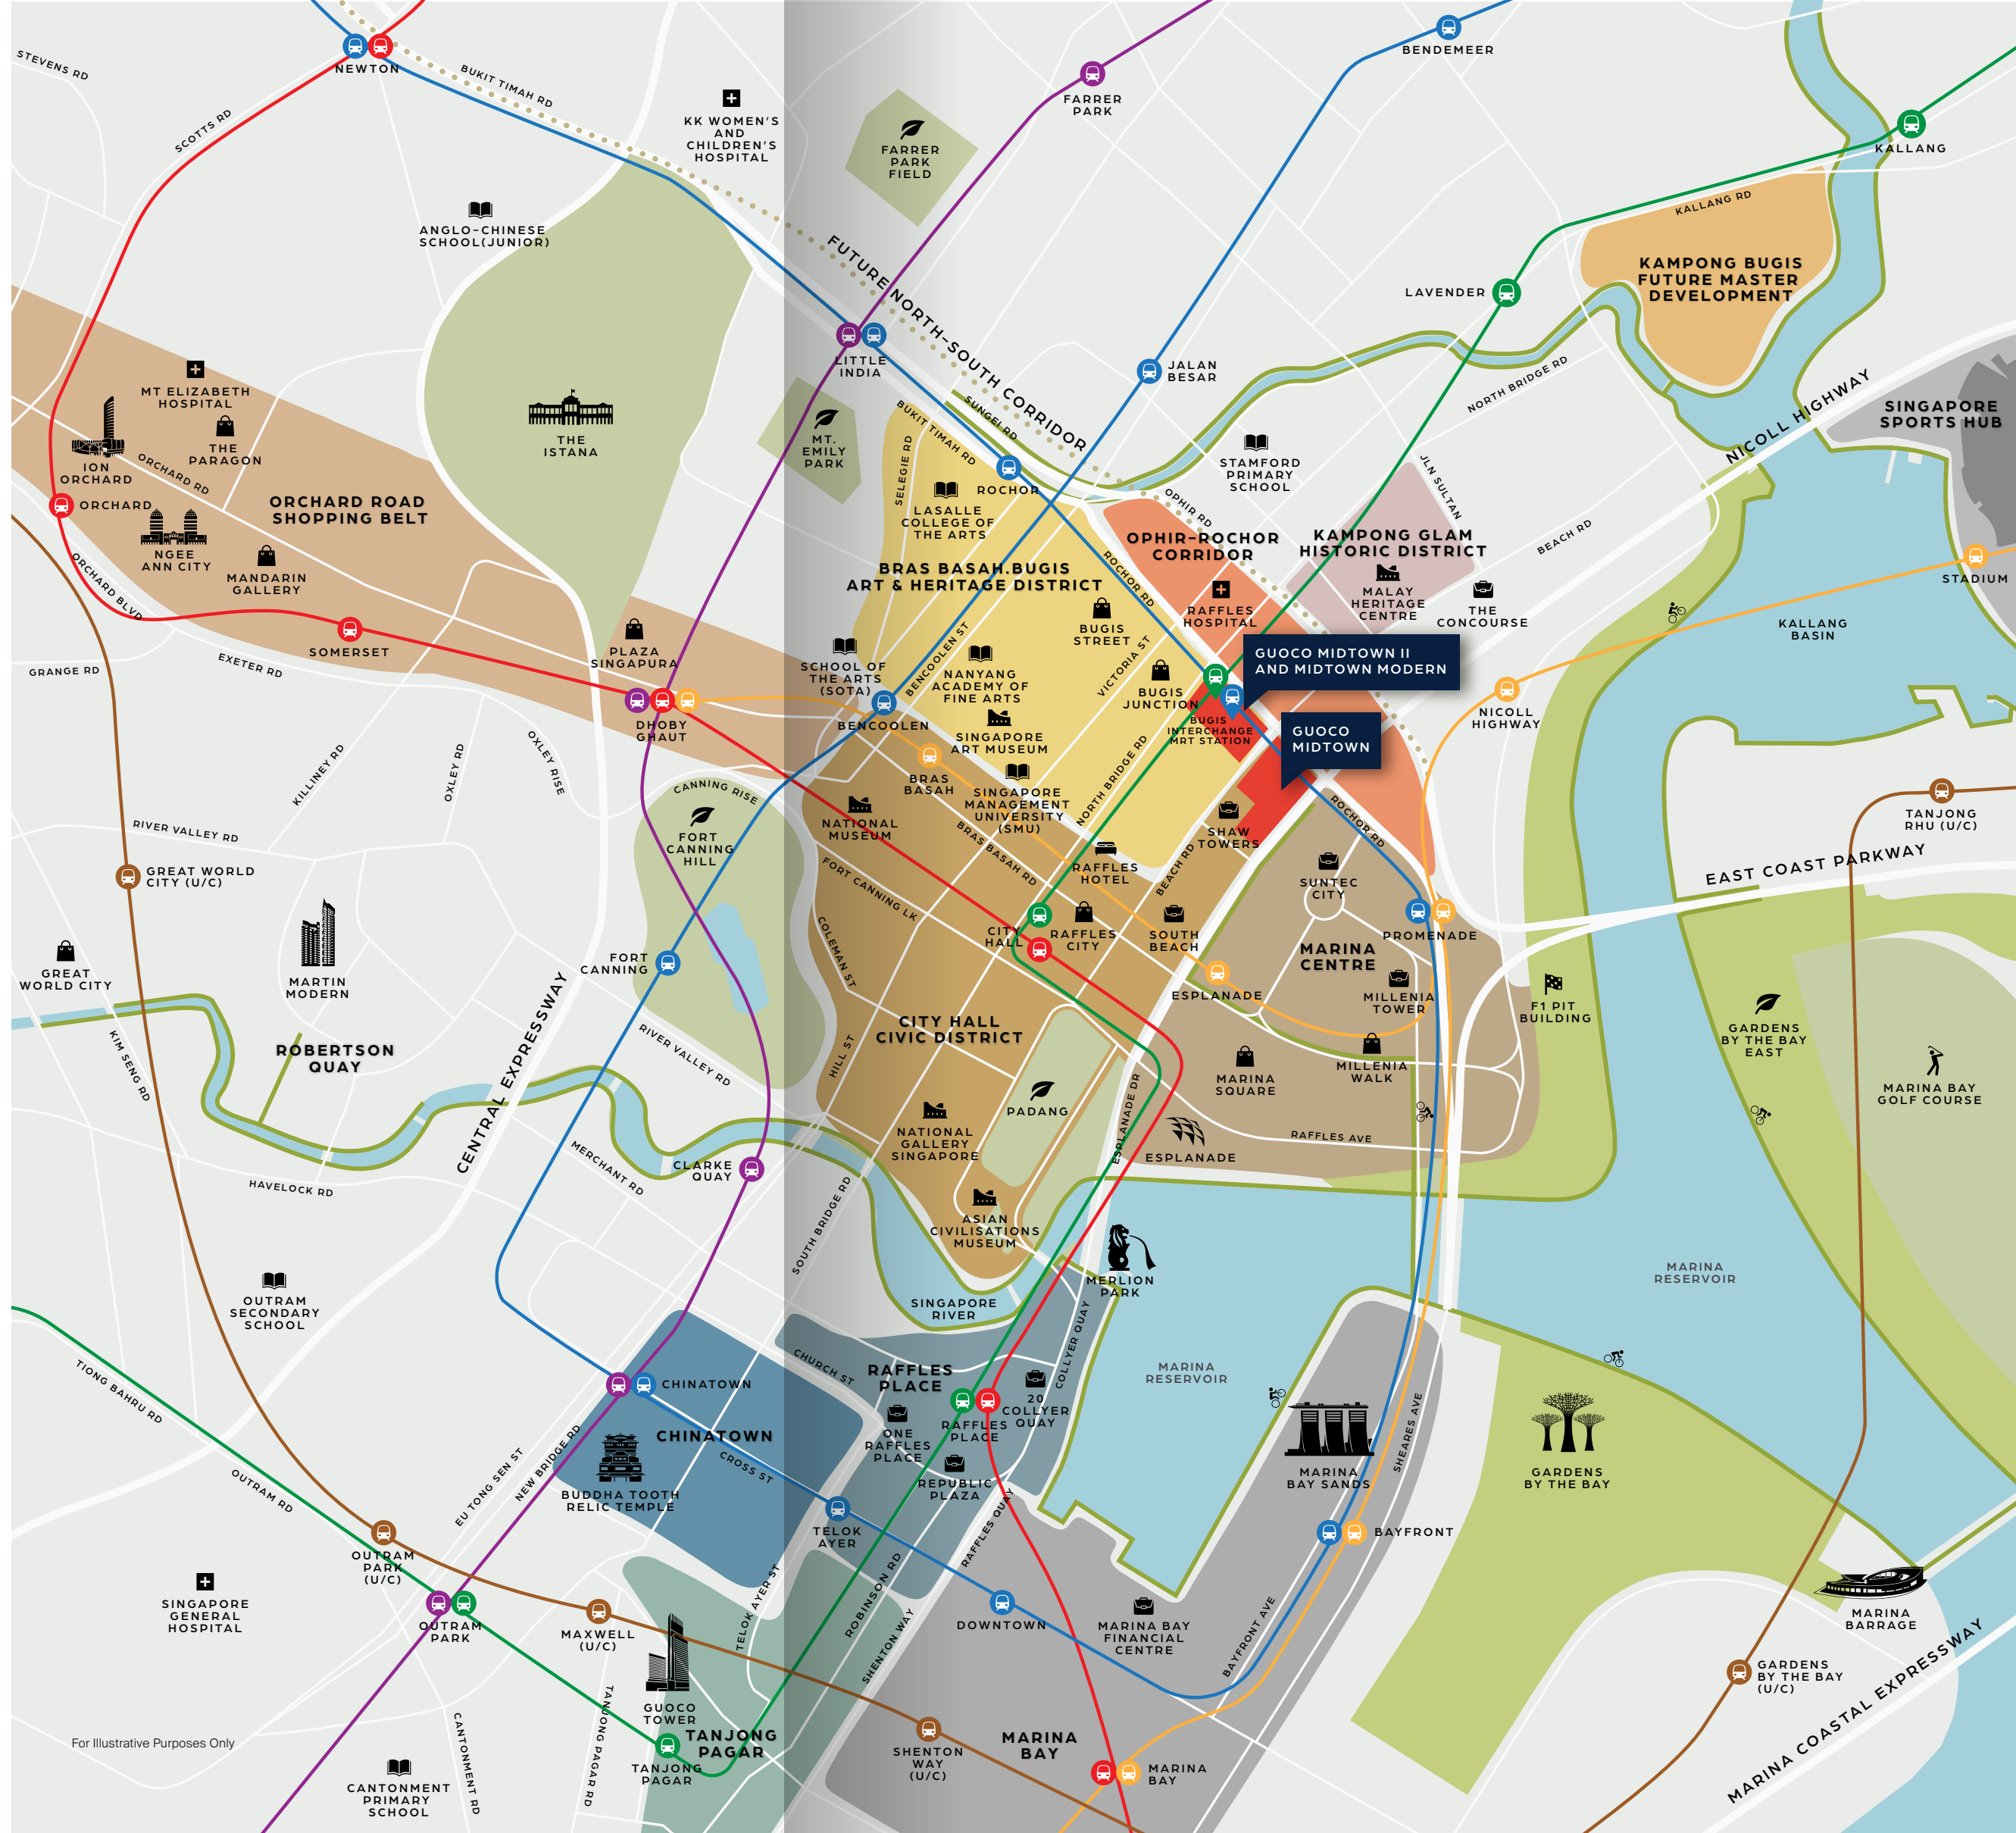 STEVENS RD
NEWTON
SCOTTS RD
BUKIT TIMAH RD
KK WOMEN'S
AND
CHILDREN'S
HOSPITAL
FARRER
PARK
FIELD
FARRER
PARK
BENDEMEER
KALLANG
KALLANG RD
KAMPONG BUGIS
FUTURE MASTER
DEVELOPMENT
ANGLO-CHINESE
SCHOOL(JUNIOR)
FUTURE NORTH-SOUTH CORRIDOR
LAVENDER
LITTLE
INDIA
JALAN
BESAR
NORTH BRIDGE RD
NICOLL HIGHWAY
SINGAPORE
SPORTS HUB
MT ELIZABETH
HOSPITAL
THE
PARAGON
ION
ORCHARD
ORCHARD RD
ORCHARD
NGEE
ANN CITY
MANDARIN
GALLERY
ORCHARD ROAD
SHOPPING BELT
ORCHARD BLVD
THE
ISTANA
MT.
EMILY
PARK
BUKIT TIMAH RD
SUNGEI RD
SELEGIE RD
ROCHOR
LASALLE
COLLEGE OF
THE ARTS
STAMFORD
PRIMARY
SCHOOL
JLN SULTAN
OPHIR RD
BEACH RD
OPHIR-ROCHOR
CORRIDOR
KAMPONG GLAM
HISTORIC DISTRICT
MALAY
HERITAGE
CENTRE
THE
CONCOURSE
STADIUM
KALLANG
BASIN
BRAS BASAH.BUGIS
ART & HERITAGE DISTRICT
ROCHOR RD
RAFFLES
HOSPITAL
BUGIS
STREET
SOMERSET
GRANGE RD
EXETER RD
PLAZA
SINGAPURA
DHOBY
GHAUT
SCHOOL OF
THE ARTS
(SOTA)
BENCOOLEN ST
BENCOOLEN
NANYANG
ACADEMY OF
FINE ARTS
VICTORIA ST
BUGIS
JUNCTION
BUGIS
INTERCHANGE
MRT STATION
GUOCO MIDTOWN II
AND MIDTOWN MODERN
GUOCO
MIDTOWN
NICOLL
HIGHWAY
SINGAPORE
ART MUSEUM
BRAS
BASAH
SINGAPORE
MANAGEMENT
UNIVERSITY
(SMU)
NORTH BRIDGE RD
SHAW
TOWERS
ROCHOR RD
TANJONG
RHU (U/C)
EAST COAST PARKWAY
KILLINEY RD
OXLEY RD
OXLEY RISE
RIVER VALLEY RD
GREAT WORLD
CITY (U/C)
CANNING RISE
FORT
CANNING
HILL
NATIONAL
MUSEUM
BRAS BASAH RD
FORT CANNING LK
RAFFLES
HOTEL
BEACH RD
SUNTEC
CITY
PROMENADE
CITY
HALL
RAFFLES
CITY
SOUTH
BEACH
MARINA
CENTRE
GREAT
WORLD CITY
MARTIN
MODERN
FORT
CANNING
COLEMAN ST
ESPLANADE
MILLENIA
TOWER
F1 PIT
BUILDING
GARDENS
BY THE BAY
EAST
MARINA BAY
GOLF COURSE
ROBERTSON
QUAY
KIM SENG RD
CENTRAL EXPRESSWAY
RIVER VALLEY RD
HILL ST
CITY HALL
CIVIC DISTRICT
PADANG
ESPLANADE DR
MARINA
SQUARE
MILLENIA
WALK
RAFFLES AVE
ESPLANADE
NATIONAL
GALLERY
SINGAPORE
CLARKE
QUAY
MERCHANT RD
HAVELOCK RD
SOUTH BRIDGE RD
ASIAN
CIVILISATIONS
MUSEUM
MERLION
PARK
SINGAPORE
RIVER
MARINA
RESERVOIR
OUTRAM
SECONDARY
SCHOOL
TIONG BAHRU RD
CHINATOWN
CHINATOWN
CHURCH ST
RAFFLES
PLACE
COLLYER QUAY
20
COLLYER
QUAY
RAFFLES
PLACE
ONE
RAFFLES
PLACE
REPUBLIC
PLAZA
MARINA
RESERVOIR
MARINA
BAY SANDS
SHEARES AVE
GARDENS
BY THE BAY
OUTRAM RD
EU TONG SEN ST
NEW BRIDGE RD
BUDDHA TOOTH
RELIC TEMPLE
CROSS ST
TELOK
AYER
RAFFLES QUAY
BAYFRONT
OUTRAM
PARK
(U/C)
SINGAPORE
GENERAL
HOSPITAL
OUTRAM
PARK
MAXWELL
(U/C)
TELOK AYER ST
ROBINSON RD
SHENTON WAY
DOWNTOWN
MARINA BAY
FINANCIAL
CENTRE
BAYFRONT AVE
MARINA
BARRAGE
GARDENS
BY THE BAY
(U/C)
MARINA COASTAL EXPRESSWAY
For Illustrative Purposes Only
CANTONMENT
PRIMARY
SCHOOL
CANTONMENT RD
TANJONG PAGAR RD
GUOCO
TOWER
TANJONG
PAGAR
TANJONG
PAGAR
SHENTON
WAY
(U/C)
MARINA
BAY
MARINA
BAY